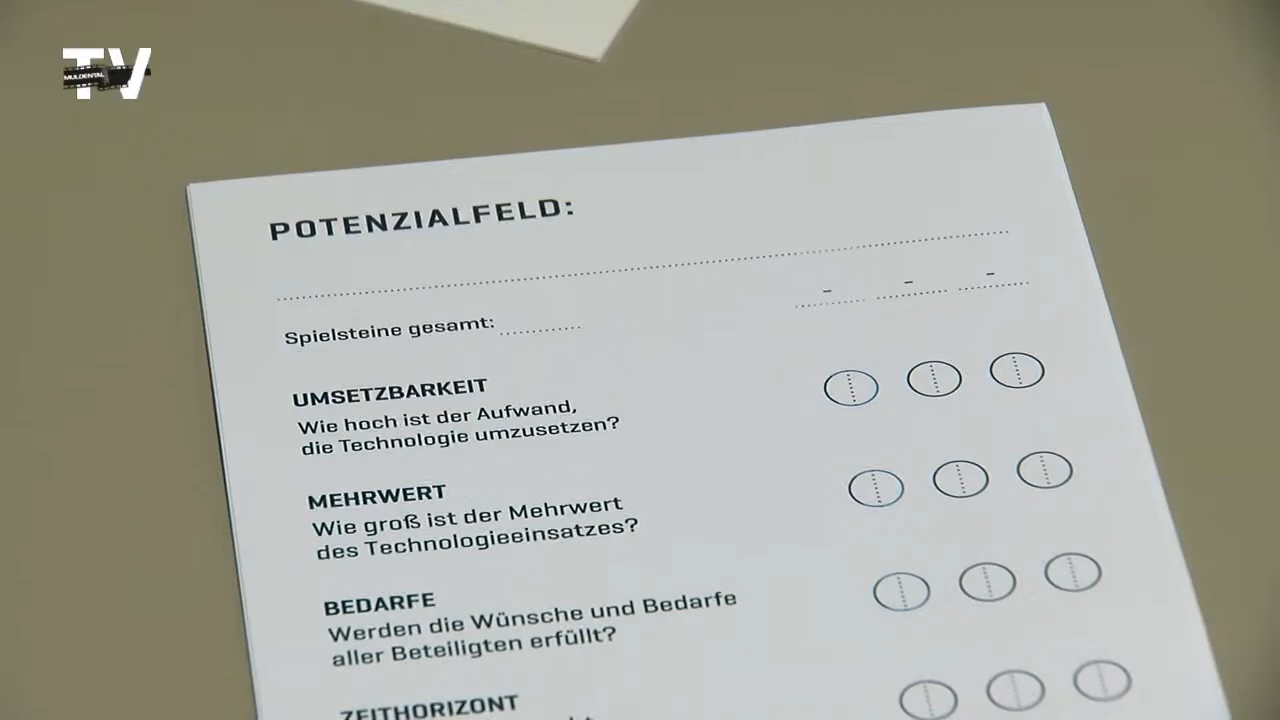 TV
MULDENTAL
POTENZIALFELD:
Spielsteine gesamt:
UMSETZBARKEIT
Wie hoch ist der Aufwand,
die Technologie umzusetzen?
MEHRWERT
Wie groß ist der Mehrwert
des Technologieeinsatzes?
BEDARFE
Werden die Wünsche und Bedarfe
aller Beteiligten erfüllt?
ZEITHORIZONT